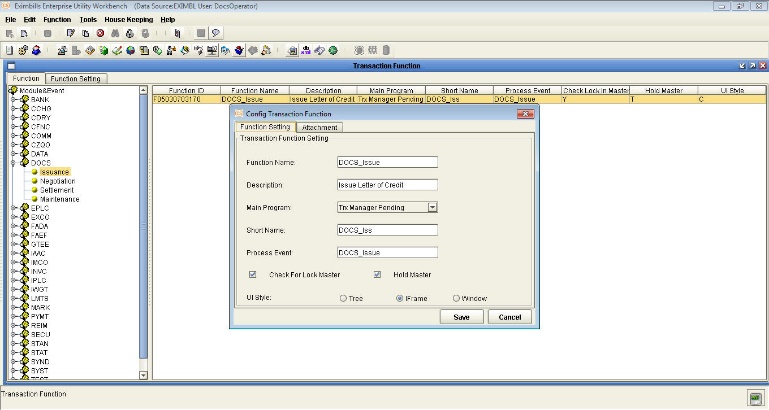 Eximbills Enterprise Utility Workbench (Data Source:EXIMBL User: DocsOperator)
Eile Edit Function Tools House Keeping Help
Transaction Function
Function Function Setting
Module&Event
BANK
CCHG
CDRY
CFNC
COMM
CZOO
DATA
DOCS
Issuance
Negotiation
Settlement
Maintenance
EPLC
EXCO
FADA
FAEF
GTEE
IAAC
IMCO
INVC
IPLC
IWGT
LMTS
MARK
PYMT
REIM
SECU
STAN
STAT
SYND
SYST
Function ID Function Name Description Main Program Short Name Process Event Check Lock In Master Hold Master UI Style
F05030703176 DOCS_Issue Issue Letter of Credit Trx Manager Pending DOCS_Iss DOCS_Issue Y T C
Config Transaction Function
Function Setting Attachment
Transaction Function Setting
Function Name: DOCS_Issue
Description: Issue Letter of Credit
Main Program: Trx Manager Pending
Short Name: DOCS_Iss
Process Event DOCS_Issue
Check For Lock Master Hold Master
UI Style: Tree IFrame Window
Save Cancel
Transaction Function